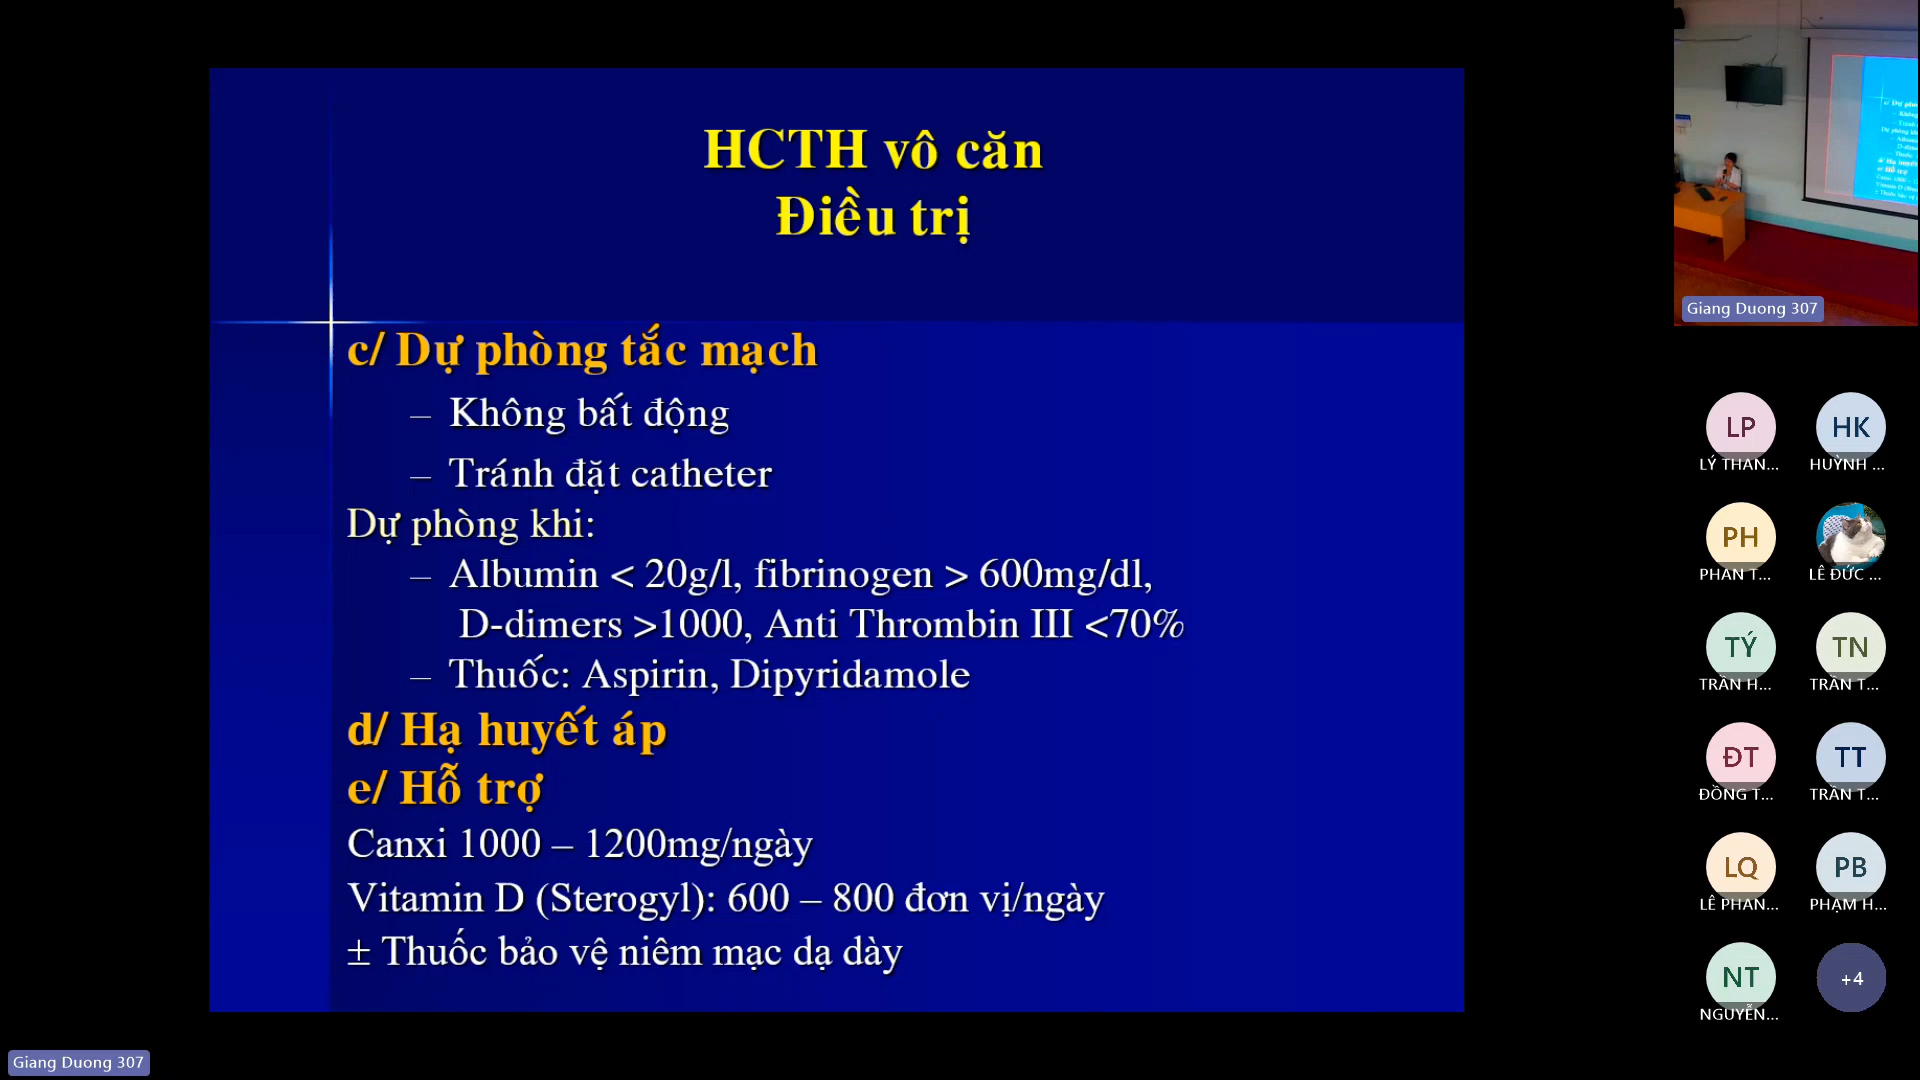 HCTH vô căn
Điều trị
c/ Dự phòng tắc mạch
– Không bất động
– Tránh đặt catheter
Dự phòng khi:
– Albumin < 20g/l, fibrinogen > 600mg/dl,
D-dimers >1000, Anti Thrombin III <70%
– Thuốc: Aspirin, Dipyridamole
d/ Hạ huyết áp
e/ Hỗ trợ
Canxi 1000 – 1200mg/ngày
Vitamin D (Sterogyl): 600 – 800 đơn vị/ngày
± Thuốc bảo vệ niêm mạc dạ dày
Giang Duong 307
Giang Duong 307
LP
HK
LÝ THAN...
HUỲNH ...
PH
PHAN T...
LÊ ĐỨC ...
TÝ
TN
TRẦN H...
TRẦN T...
ĐT
TT
ĐỒNG T...
TRẦN T...
LQ
PB
LÊ PHAN...
PHẠM H...
NT
+4
NGUYỄN...